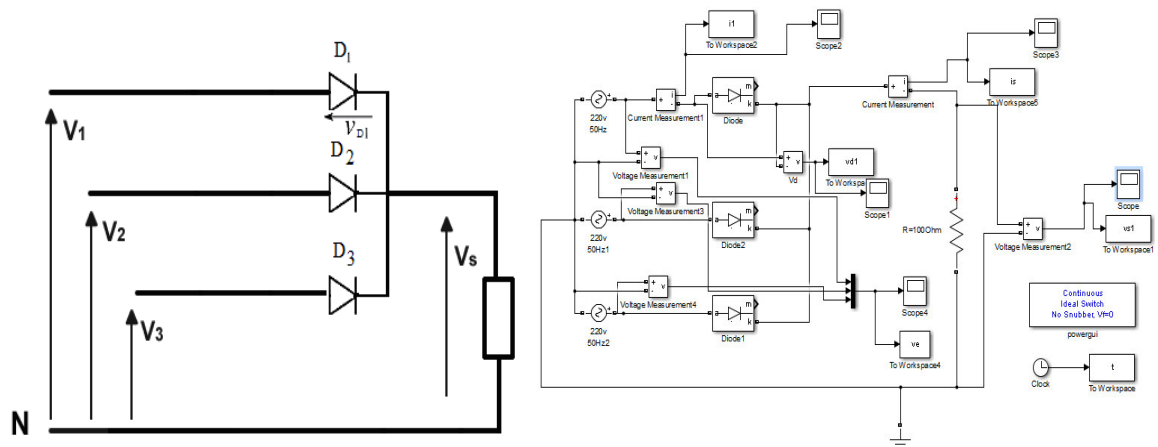 D1
V1
vD1
D2
V2
Vs
D3
V3
N
i1
To Workspace2
Scope2
Scope3
i
+
-
is
To Workspace5
Current Measurement
220v
50Hz
i
+
-
Current Measurement1
a
m
k
Diode
+
-
v
Vd
vd1
To Workspa
Scope1
+
-
v
Voltage Measurement1
+
-
v
Voltage Measurement3
220v
50Hz1
a
m
k
Diode2
+
R=100Ohm
+
-
v
Voltage Measurement2
Scope
vs1
To Workspace1
+
-
v
Voltage Measurement4
220v
50Hz2
a
m
k
Diode1
Scope4
ve
To Workspace4
Continuous
Ideal Switch
No Snubber, Vf=0
powergui
Clock
t
To Workspace